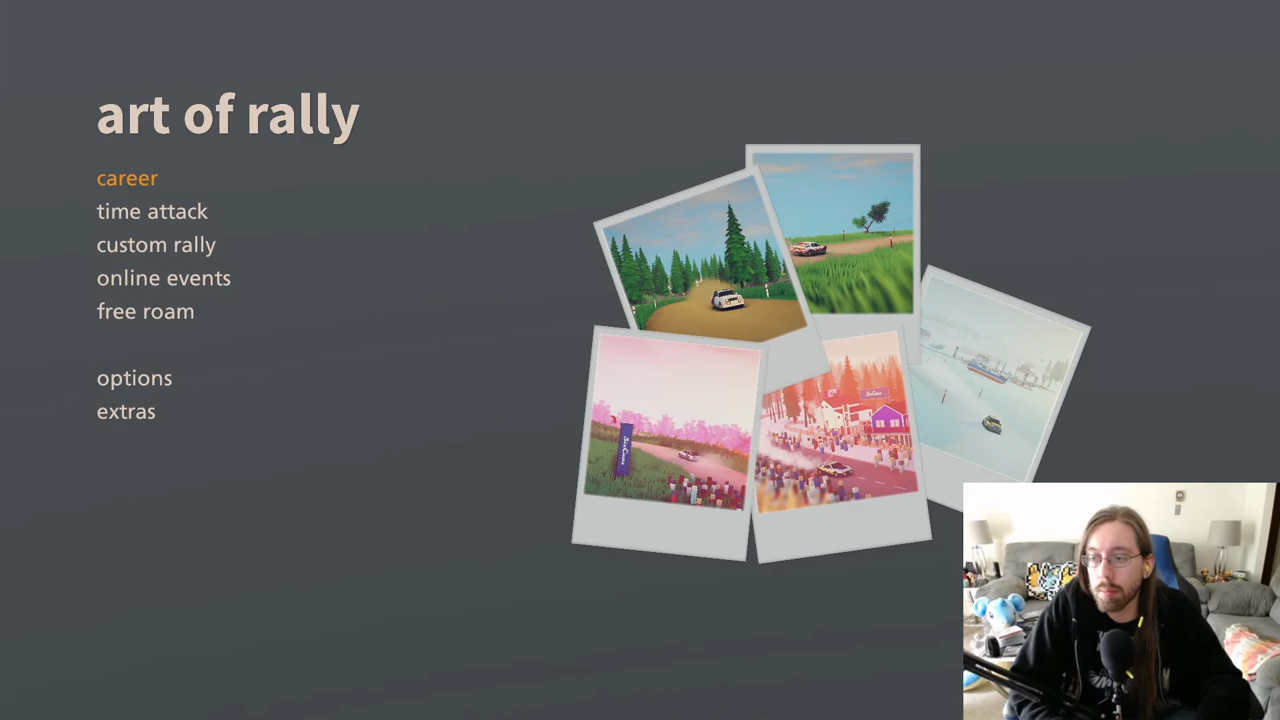 art of rally
career
time attack
custom rally
online events
free roam
options
extras